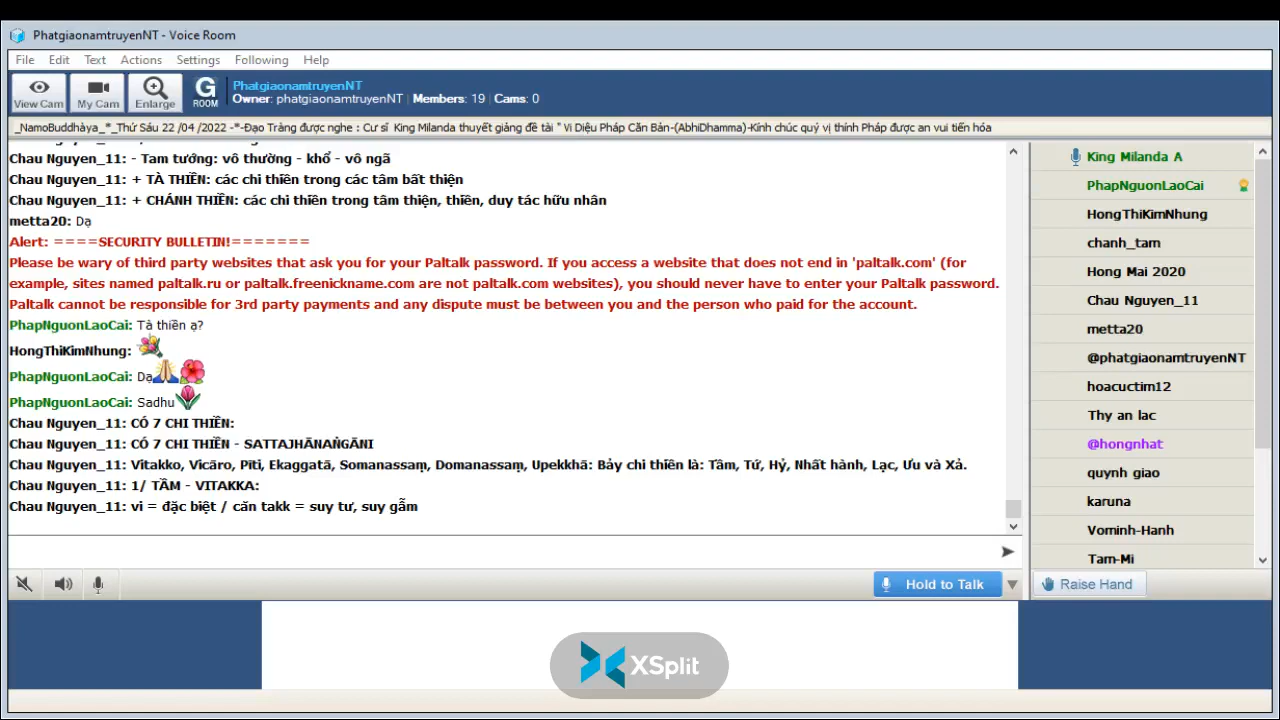 PhatgiaonamtruyenNT - Voice Room
File Edit Text Actions Settings Following Help
View Cam My Cam Enlarge G ROOM
PhatgiaonamtruyenNT
Owner: phatgiaonamtruyenNT | Members: 19 | Cams: 0
_NamoBuddhàya_*_Thứ Sáu 22 /04 /2022 -*-Đạo Tràng được nghe : Cư sĩ King Milanda thuyết giảng đề tài " Vi Diệu Pháp Căn Bản-(AbhiDhamma)-Kính chúc quý vị thính Pháp được an vui tiến hóa
Chau Nguyen_11: - Tam tướng: vô thường - khổ - vô ngã
Chau Nguyen_11: + TÀ THIỀN: các chi thiền trong các tâm bất thiện
Chau Nguyen_11: + CHÁNH THIỀN: các chi thiền trong tâm thiện, thiền, duy tác hữu nhân
metta20: Dạ
Alert: ====SECURITY BULLETIN!=======
Please be wary of third party websites that ask you for your Paltalk password. If you access a website that does not end in 'paltalk.com' (for
example, sites named paltalk.ru or paltalk.freenickname.com are not paltalk.com websites), you should never have to enter your Paltalk password.
Paltalk cannot be responsible for 3rd party payments and any dispute must be between you and the person who paid for the account.
PhapNguonLaoCai: Tà thiền ạ?
HongThiKimNhung:
PhapNguonLaoCai: Dạ
PhapNguonLaoCai: Sadhu
Chau Nguyen_11: CÓ 7 CHI THIỀN:
Chau Nguyen_11: CÓ 7 CHI THIỀN - SATTAJHĀNAṄGĀNI
Chau Nguyen_11: Vitakko, Vicāro, Pīti, Ekaggatā, Somanassaṃ, Domanassaṃ, Upekkhā: Bảy chi thiền là: Tầm, Tứ, Hỷ, Nhất hành, Lạc, Ưu và Xả.
Chau Nguyen_11: 1/ TẦM - VITAKKA:
Chau Nguyen_11: vi = đặc biệt / căn takk = suy tư, suy gẫm
King Milanda A
PhapNguonLaoCai
HongThiKimNhung
chanh_tam
Hong Mai 2020
Chau Nguyen_11
metta20
@phatgiaonamtruyenNT
hoacuctim12
Thy an lac
@hongnhat
quynh giao
karuna
Vominh-Hanh
Tam-Mi
Hold to Talk
Raise Hand
XSplit